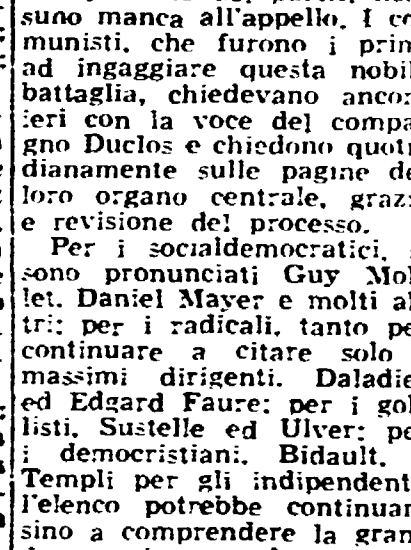 suno manca all'appello. I co
munisti, che furono i prim
ad ingaggiare questa nobil
battaglia, chiedevano ancor
ieri con la voce del compa
gno Duclos e chiedono quoti
dianamente sulle pagine de
loro organo centrale, grazi
e revisione del processo.
Per i socialdemocratici, s
sono pronunciati Guy Mol
let, Daniel Mayer e molti al
tri; per i radicali, tanto pe
continuare a citare solo
massimi dirigenti, Daladie
ed Edgard Faure; per i gol
listi, Sustelle ed Ulver; pe
i democristiani, Bidault,
Templi per gli indipendent
l'elenco potrebbe continuar
sino a comprendere la gran